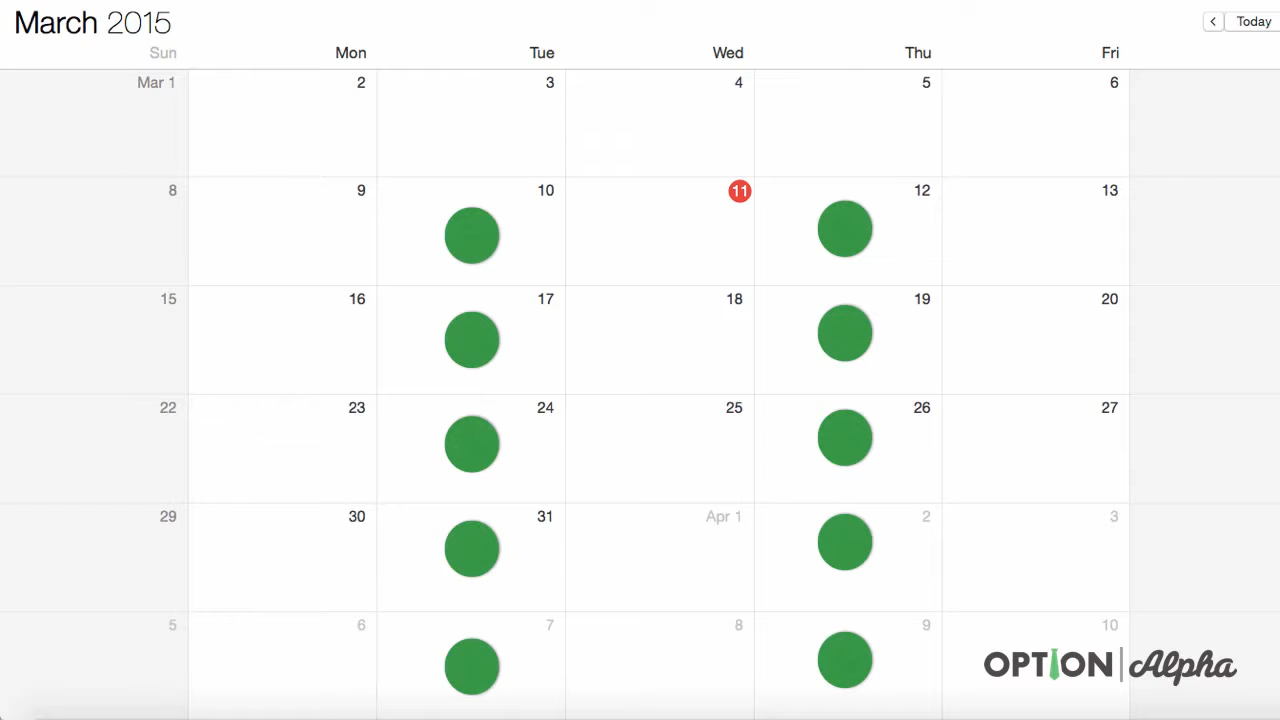 March 2015
< Today
Sun Mon Tue Wed Thu Fri
Mar 1 2 3 4 5 6
8 9 10 11 12 13
15 16 17 18 19 20
22 23 24 25 26 27
29 30 31 Apr 1 2 3
5 6 7 8 9 10
OPTION Alpha